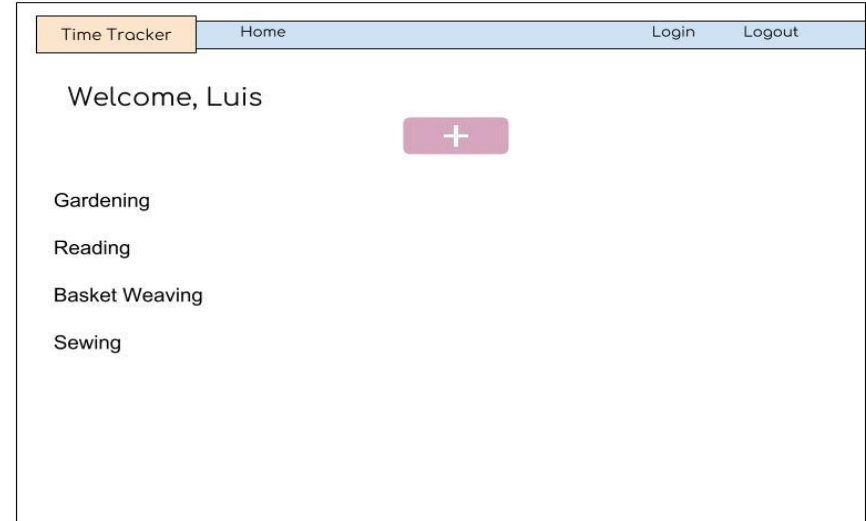 Time Tracker Home Login Logout
Welcome, Luis
+
Gardening
Reading
Basket Weaving
Sewing